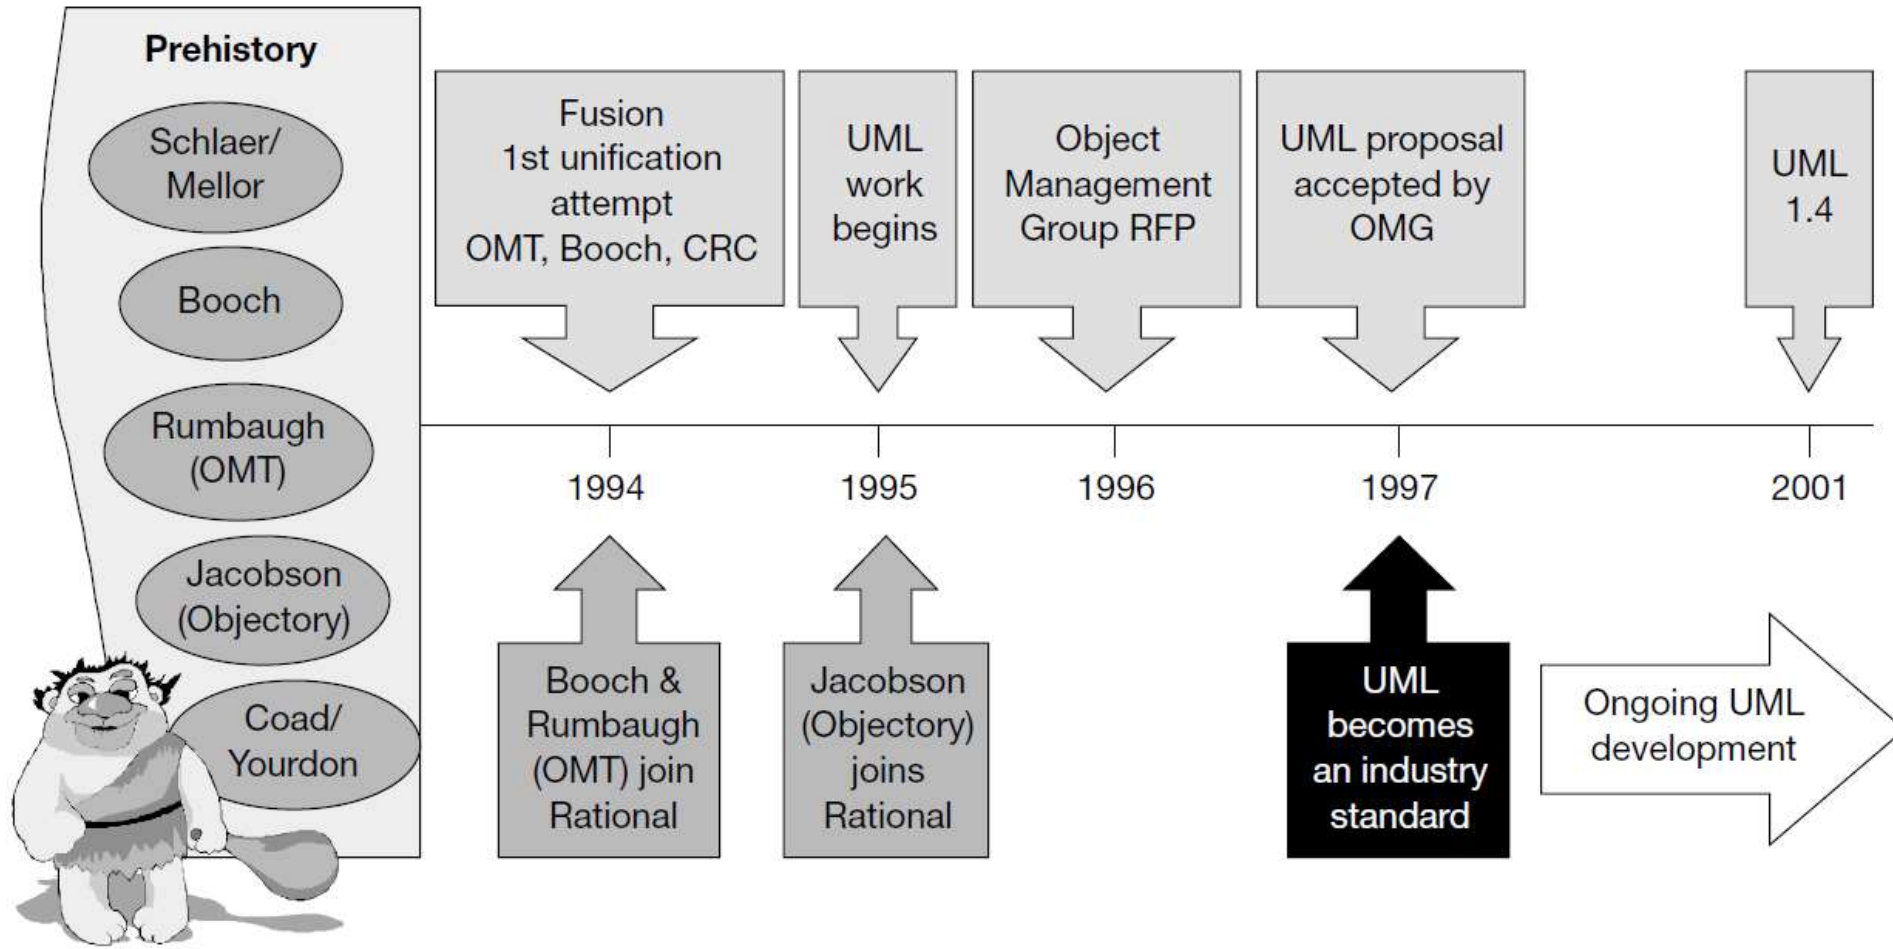 Prehistory
Schlaer/
Mellor
Booch
Rumbaugh
(OMT)
Jacobson
(Objectory)
Coad/
Yourdon
Fusion
1st unification
attempt
OMT, Booch, CRC
UML
work
begins
Object
Management
Group RFP
UML proposal
accepted by
OMG
UML
1.4
1994
1995
1996
1997
2001
Booch &
Rumbaugh
(OMT) join
Rational
Jacobson
(Objectory)
joins
Rational
UML
becomes
an industry
standard
Ongoing UML
development